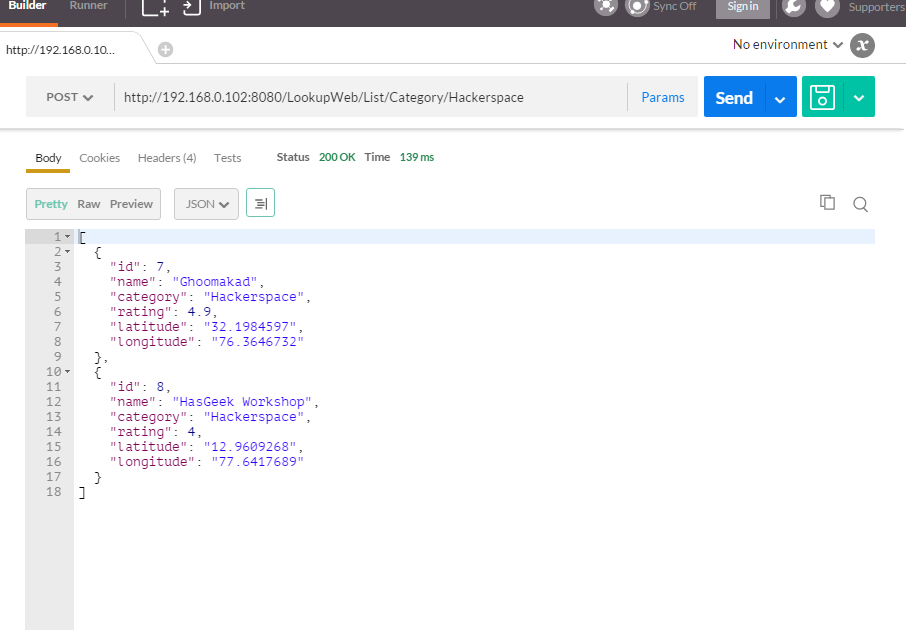 Builder Runner Import Sync Off Sign in Supporters
http://192.168.0.10... No environment
POST http://192.168.0.102:8080/LookupWeb/List/Category/Hackerspace Params Send
Body Cookies Headers (4) Tests Status 200 OK Time 139 ms
Pretty Raw Preview JSON
1 [
2 {
3 "id": 7,
4 "name": "Ghoomakad",
5 "category": "Hackerspace",
6 "rating": 4.9,
7 "latitude": "32.1984597",
8 "longitude": "76.3646732"
9 },
10 {
11 "id": 8,
12 "name": "HasGeek Workshop",
13 "category": "Hackerspace",
14 "rating": 4,
15 "latitude": "12.9609268",
16 "longitude": "77.6417689"
17 }
18 ]